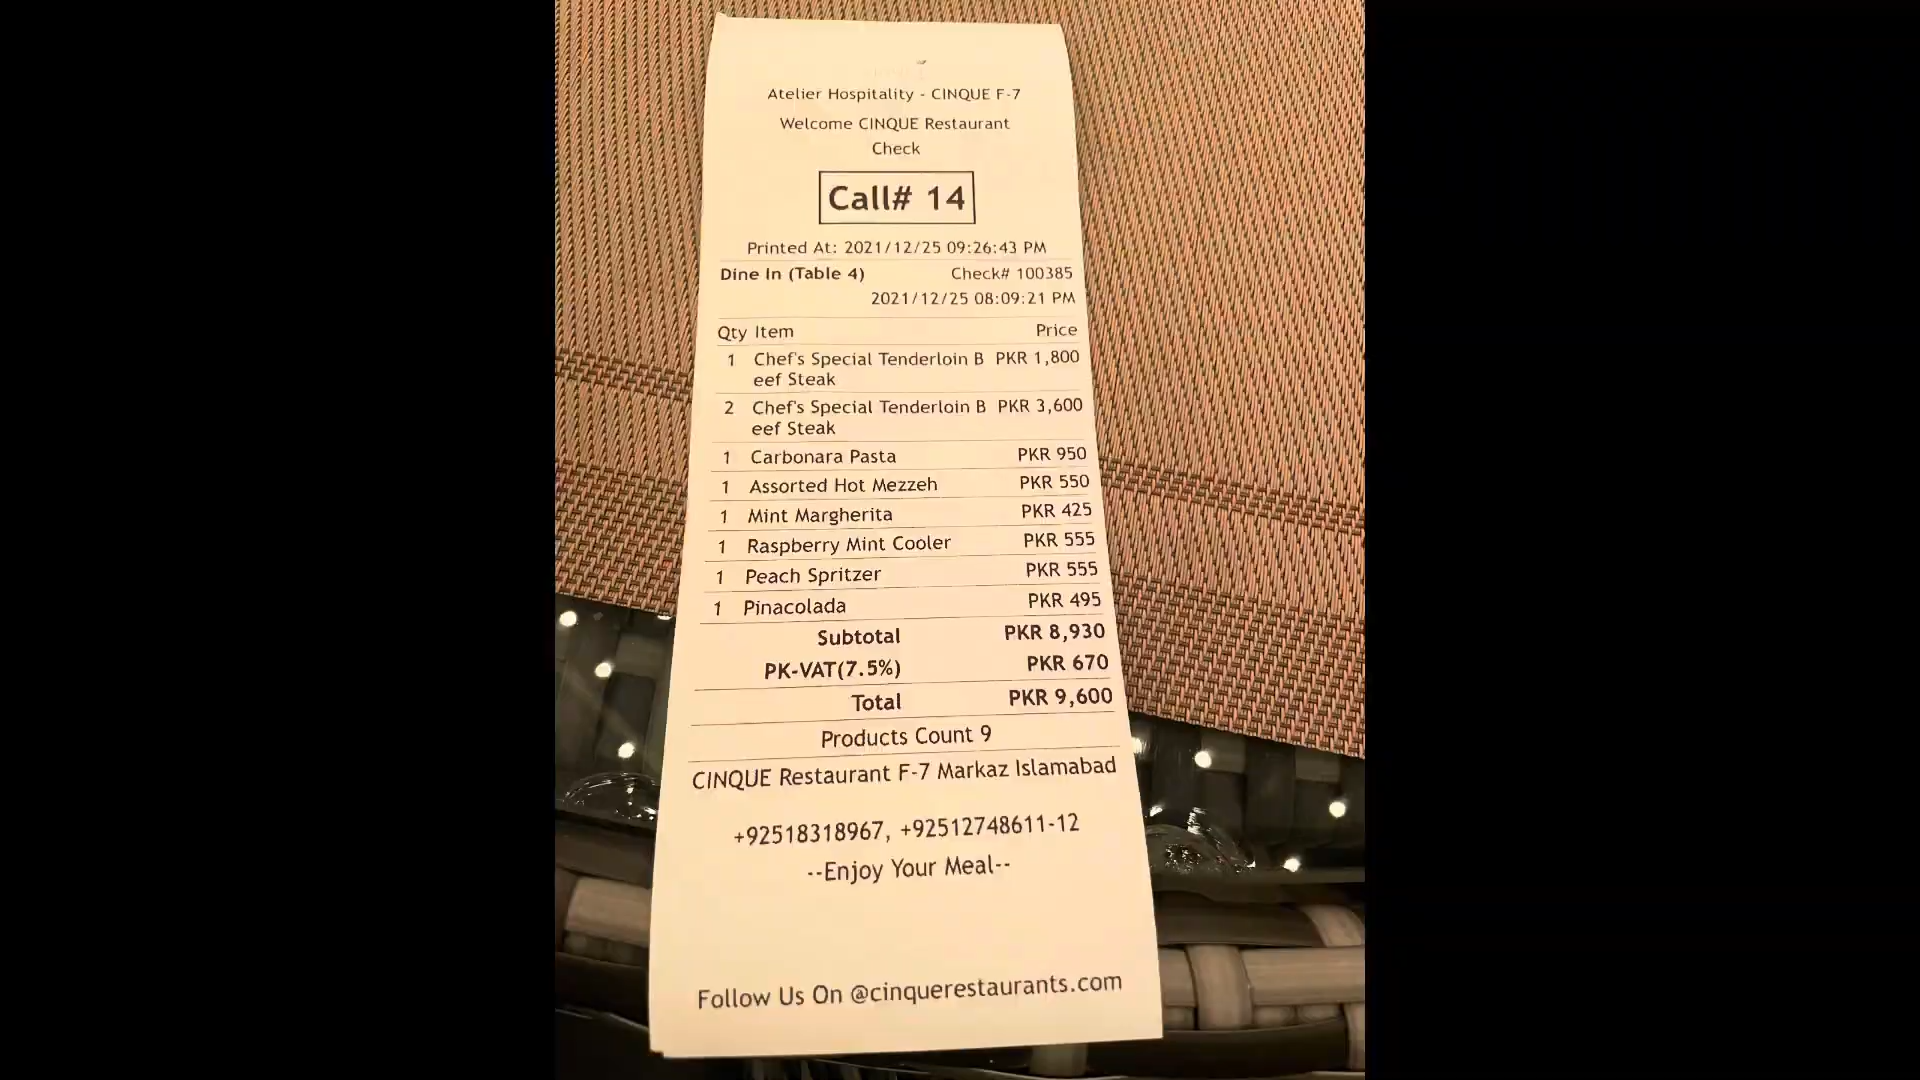 Atelier Hospitality - CINQUE F-7
Welcome CINQUE Restaurant
Check
Call# 14
Printed At: 2021/12/25 09:26:43 PM
Dine In (Table 4) Check# 100385
2021/12/25 08:09:21 PM
Qty Item Price
1 Chef's Special Tenderloin B PKR 1,800
eef Steak
2 Chef's Special Tenderloin B PKR 3,600
eef Steak
1 Carbonara Pasta PKR 950
1 Assorted Hot Mezzeh PKR 550
1 Mint Margherita PKR 425
1 Raspberry Mint Cooler PKR 555
1 Peach Spritzer PKR 555
1 Pinacolada PKR 495
Subtotal PKR 8,930
PK-VAT(7.5%) PKR 670
Total PKR 9,600
Products Count 9
CINQUE Restaurant F-7 Markaz Islamabad
+92518318967, +92512748611-12
--Enjoy Your Meal--
Follow Us On @cinquerestaurants.com